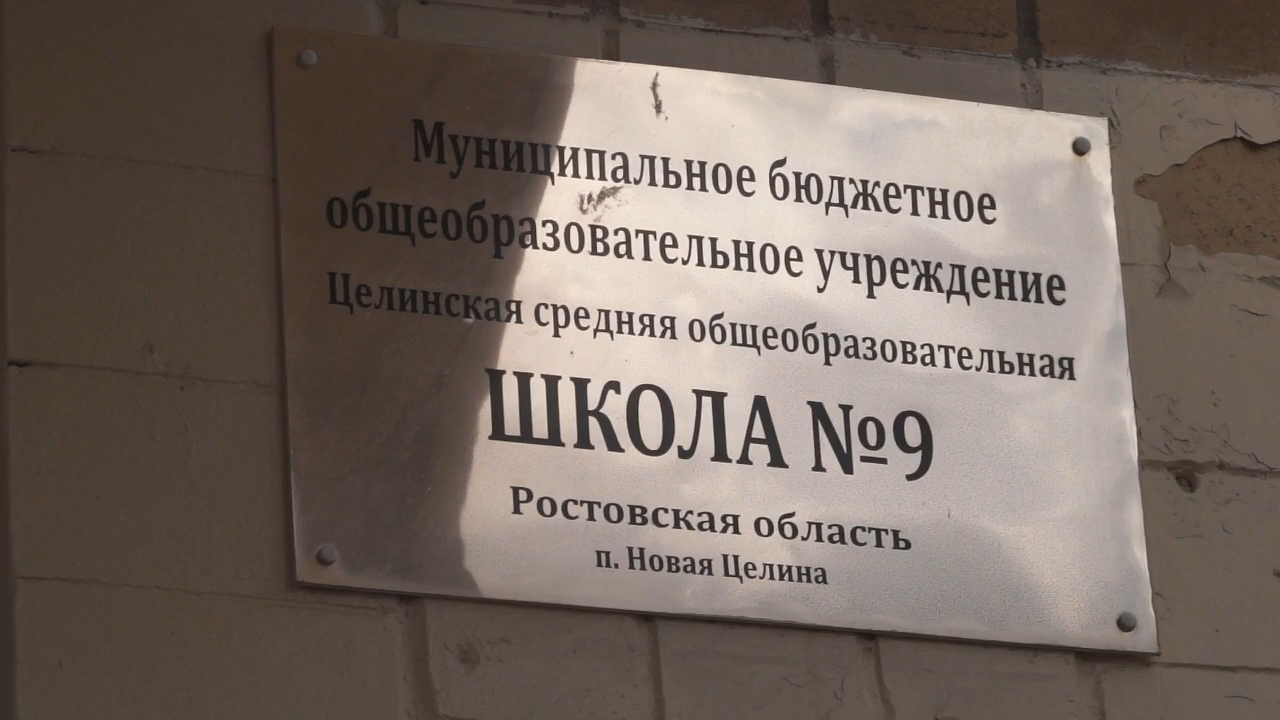 Муниципальное бюджетное
общеобразовательное учреждение
Целинская средняя общеобразовательная
ШКОЛА №9
Ростовская область
п. Новая Целина